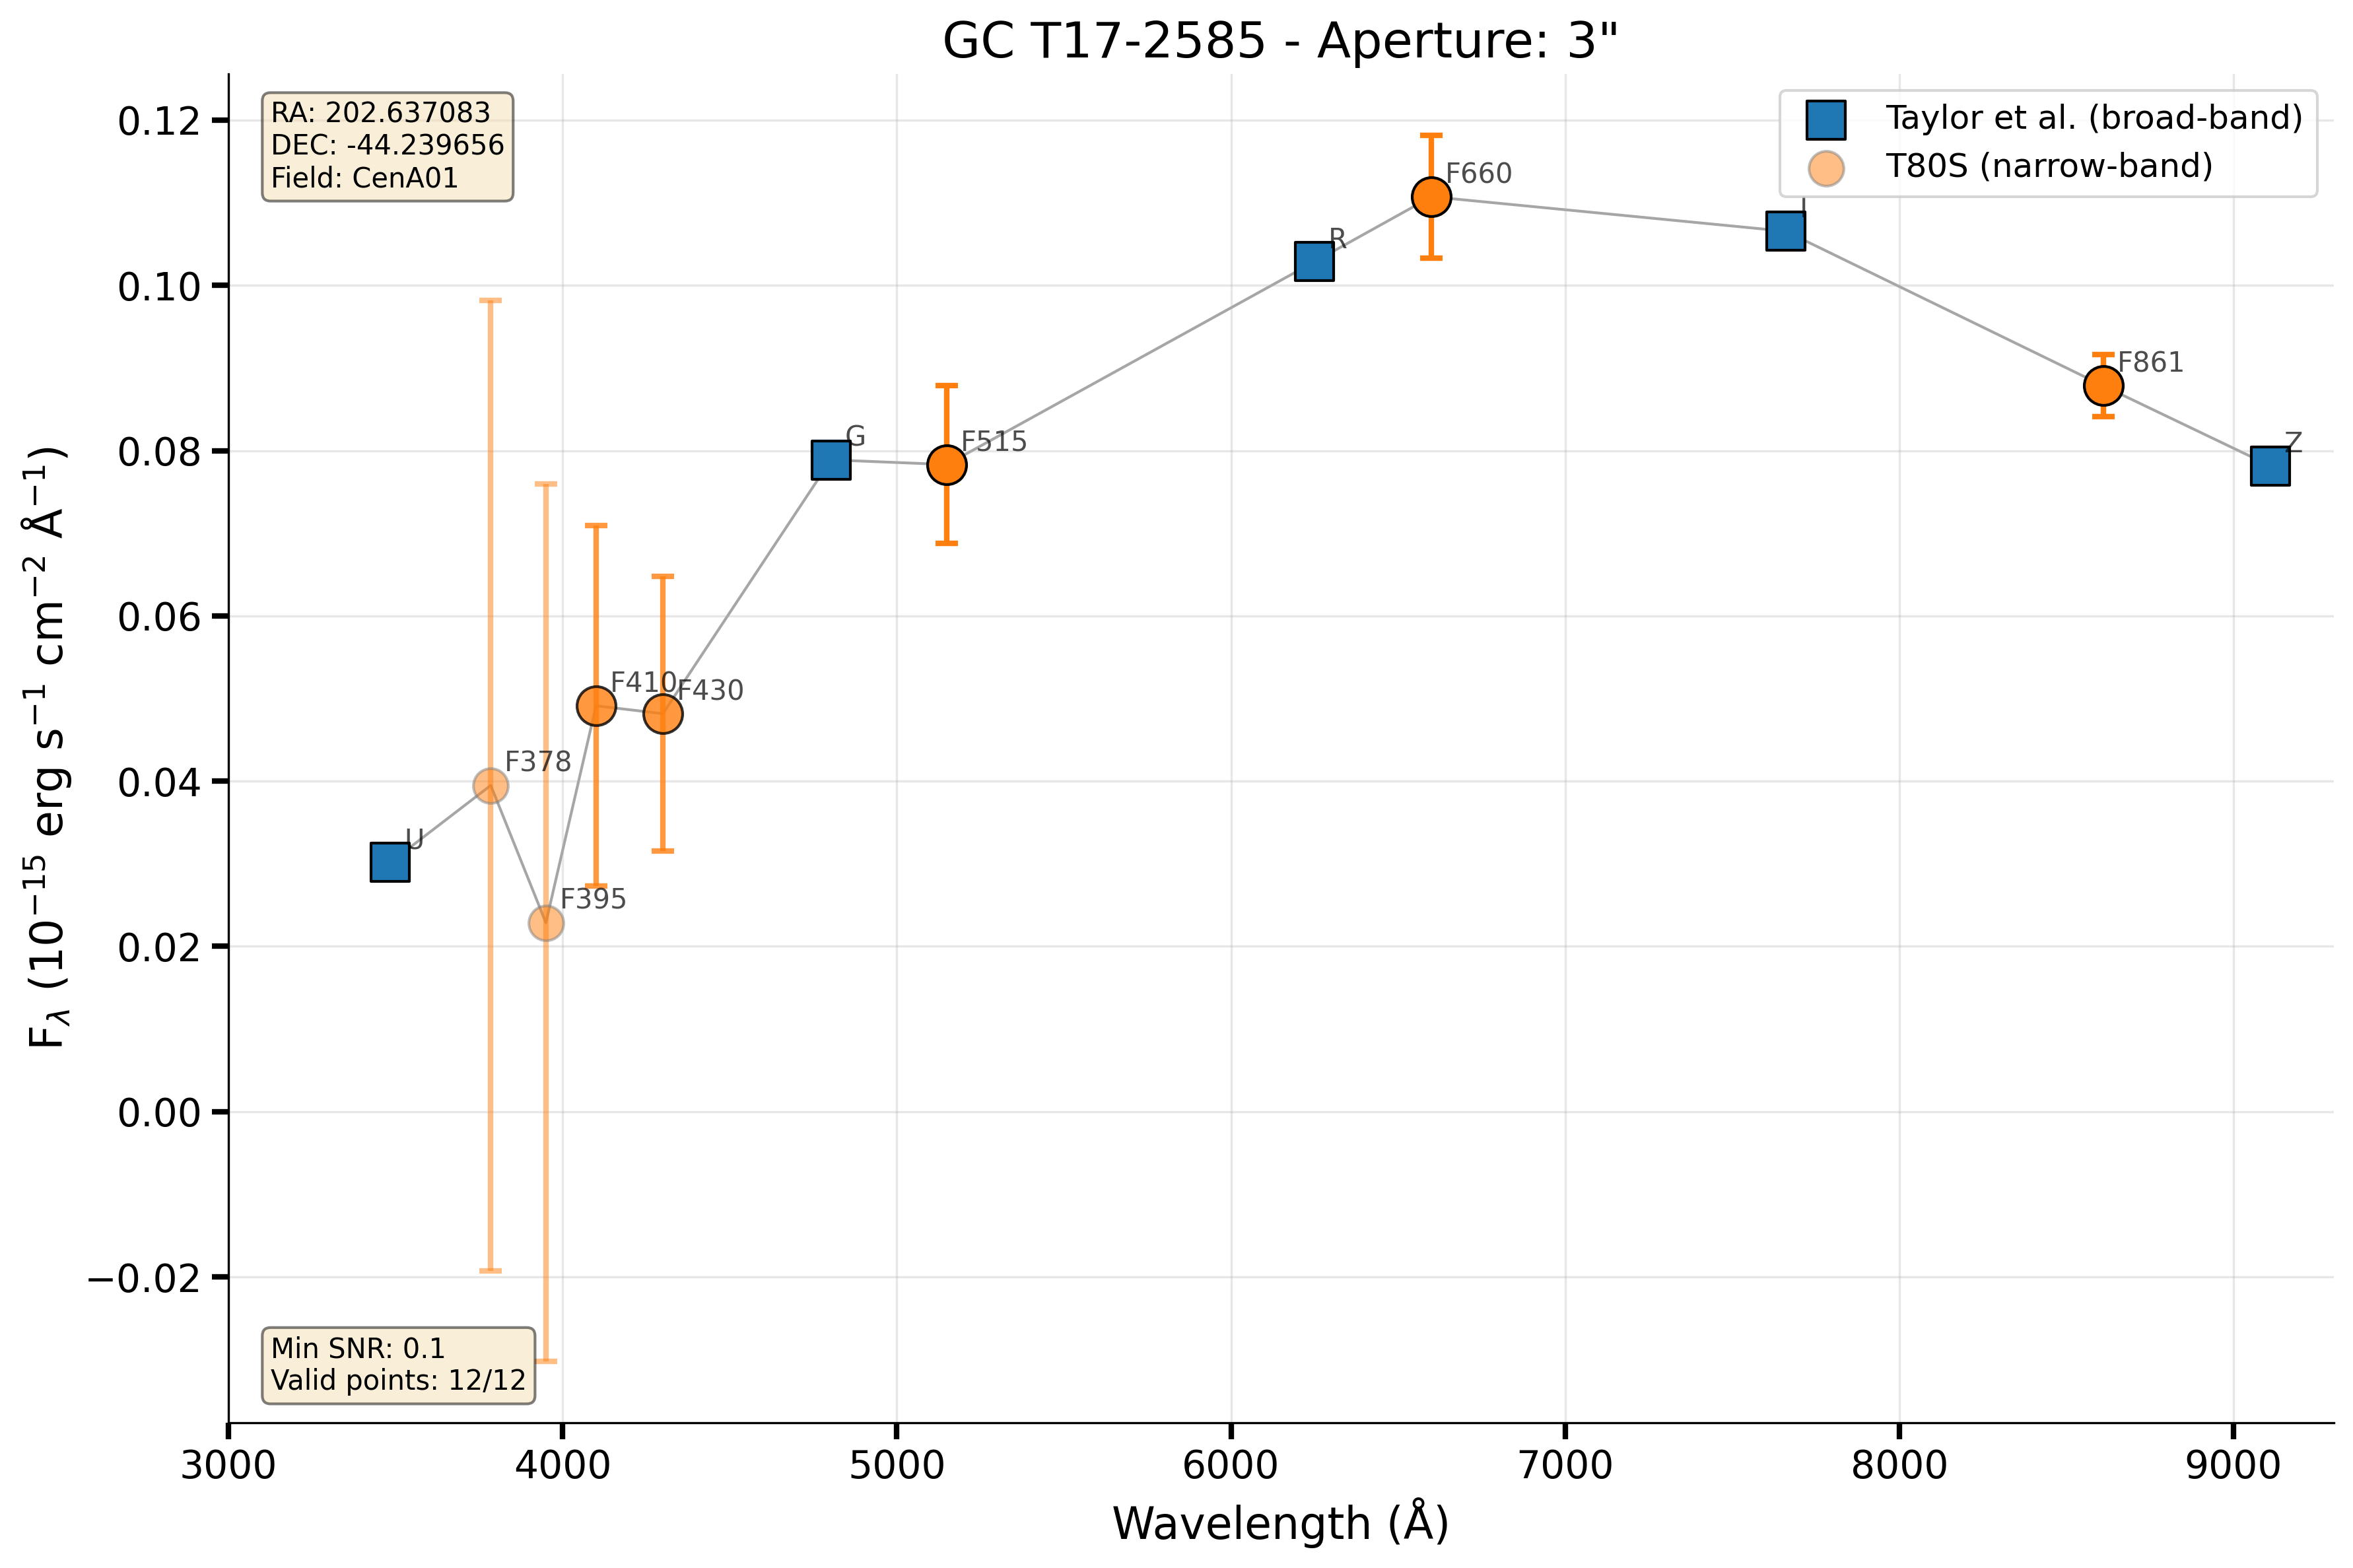 GC T17-2585 - Aperture: 3"
RA: 202.637083
DEC: -44.239656
Field: CenA01
Taylor et al. (broad-band)
T80S (narrow-band)
0.12
0.10
0.08
0.06
0.04
0.02
0.00
−0.02
F_λ (10⁻¹⁵ erg s⁻¹ cm⁻² Å⁻¹)
U
F378
F395
F410
F430
G
F515
R
F660
I
F861
Z
Min SNR: 0.1
Valid points: 12/12
3000 4000 5000 6000 7000 8000 9000
Wavelength (Å)